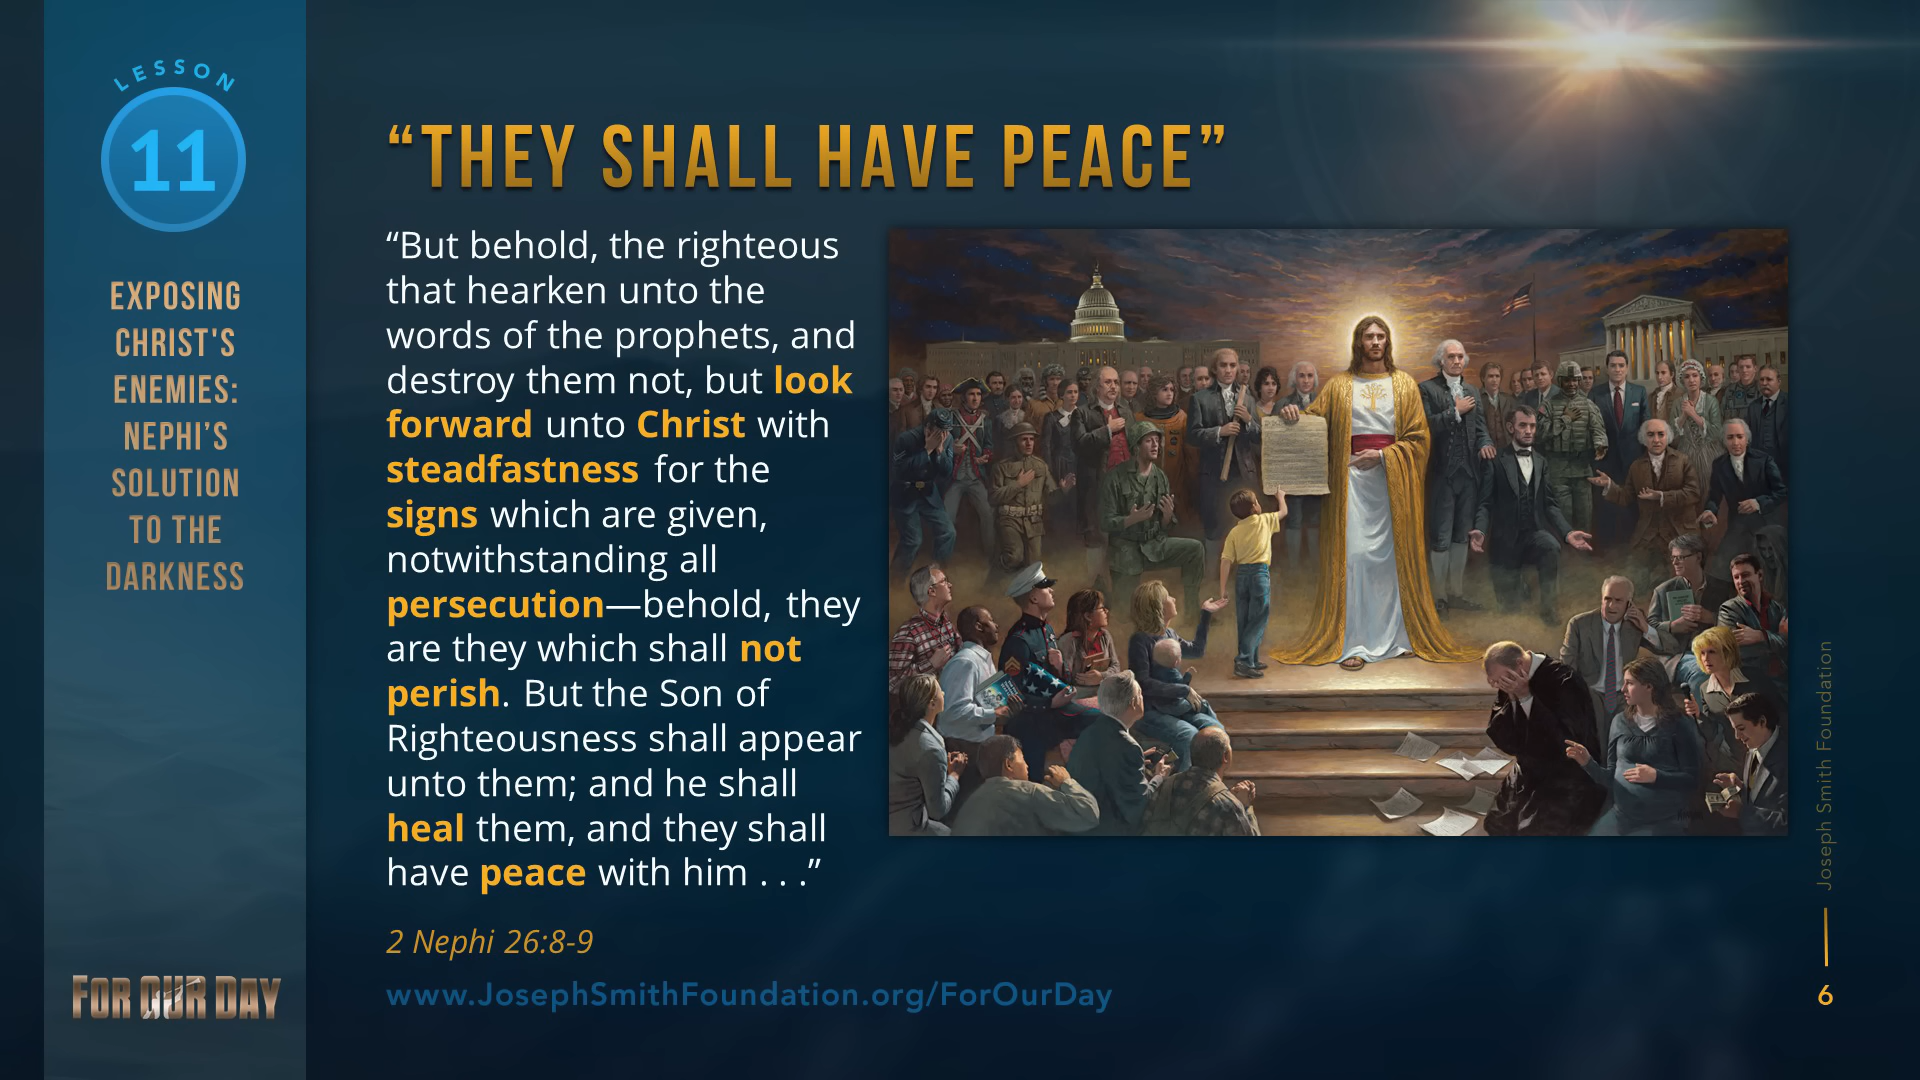 LESSON
11
EXPOSING
CHRIST'S
ENEMIES:
NEPHI’S
SOLUTION
TO THE
DARKNESS
FOR OUR DAY
“THEY SHALL HAVE PEACE”
“But behold, the righteous
that hearken unto the
words of the prophets, and
destroy them not, but look
forward unto Christ with
steadfastness for the
signs which are given,
notwithstanding all
persecution—behold, they
are they which shall not
perish. But the Son of
Righteousness shall appear
unto them; and he shall
heal them, and they shall
have peace with him . . .”
2 Nephi 26:8-9
www.JosephSmithFoundation.org/ForOurDay
Joseph Smith Foundation
6